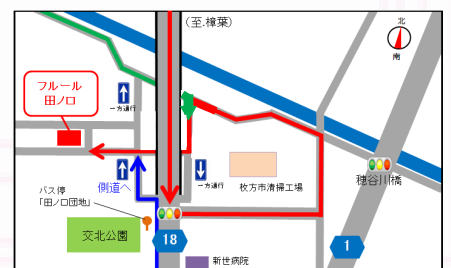 (至.樟葉)
北
南
フルール
田ノ口
一方通行
側道へ
一方通行
枚方市清掃工場
穂谷川橋
バス停
「田ノ口団地」
交北公園
18
1
新世病院